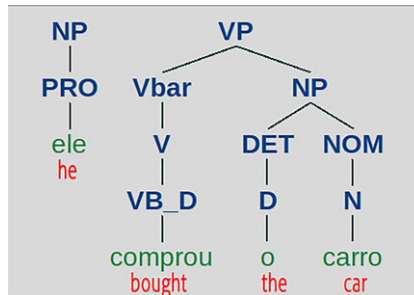 NP VP
PRO Vbar NP
ele V DET NOM
he VB_D D N
comprou o carro
bought the car